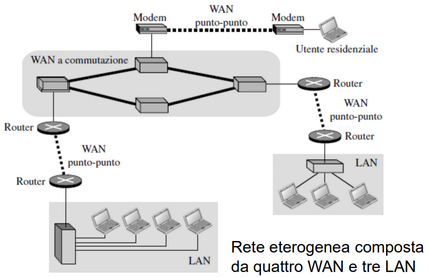 WAN
Modem
punto-punto
Modem
Utente residenziale
WAN a commutazione
Router
Router
WAN
punto-punto
WAN
punto-punto
Router
Router
LAN
LAN
Rete eterogenea composta
da quattro WAN e tre LAN